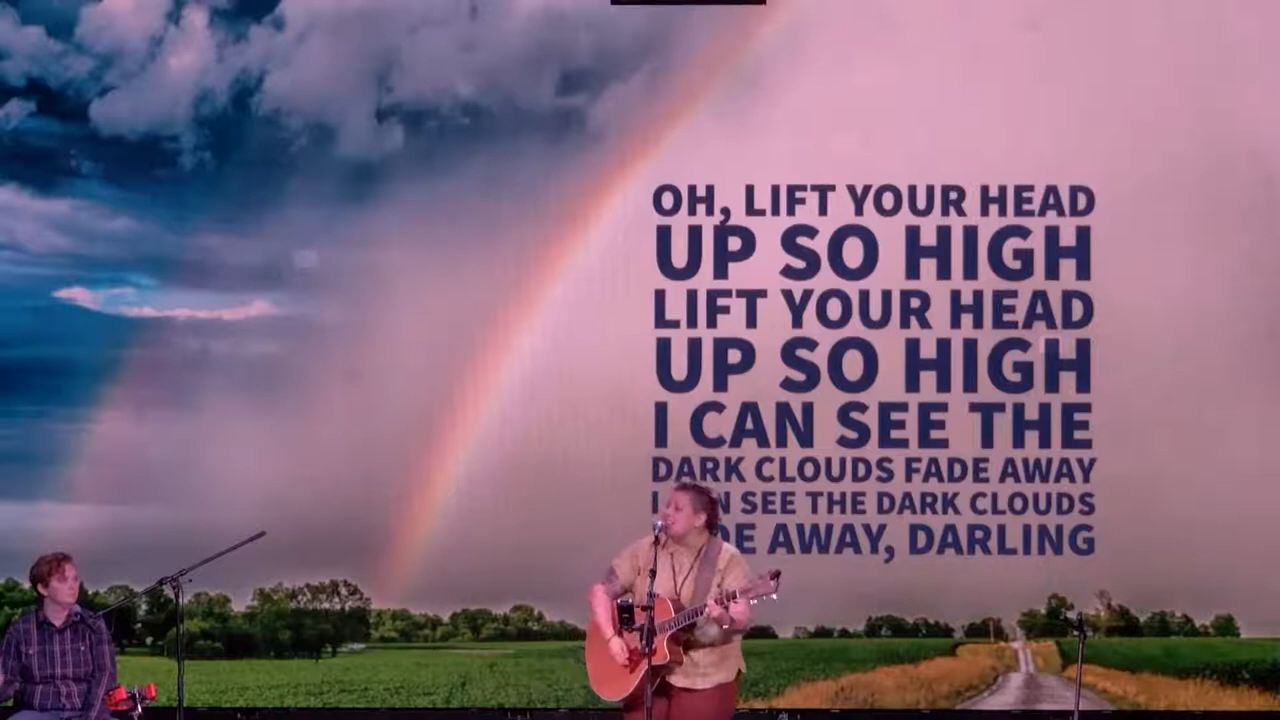 OH, LIFT YOUR HEAD
UP SO HIGH
LIFT YOUR HEAD
UP SO HIGH
I CAN SEE THE
DARK CLOUDS FADE AWAY
I SEE THE DARK CLOUDS
AWAY, DARLING